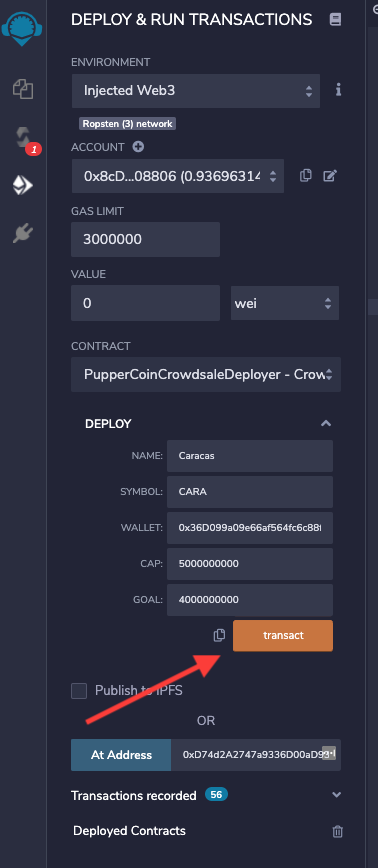 DEPLOY & RUN TRANSACTIONS
ENVIRONMENT
Injected Web3
Ropsten (3) network
ACCOUNT
0x8cD...08806 (0.93696314
GAS LIMIT
3000000
VALUE
0 wei
CONTRACT
PupperCoinCrowdsaleDeployer - Crow
DEPLOY
NAME: Caracas
SYMBOL: CARA
WALLET: 0x36D099a09e66af564fc6c88f
CAP: 5000000000
GOAL: 4000000000
transact
Publish to IPFS
OR
At Address 0xD74d2A2747a9336D00aD93
Transactions recorded 56
Deployed Contracts
1